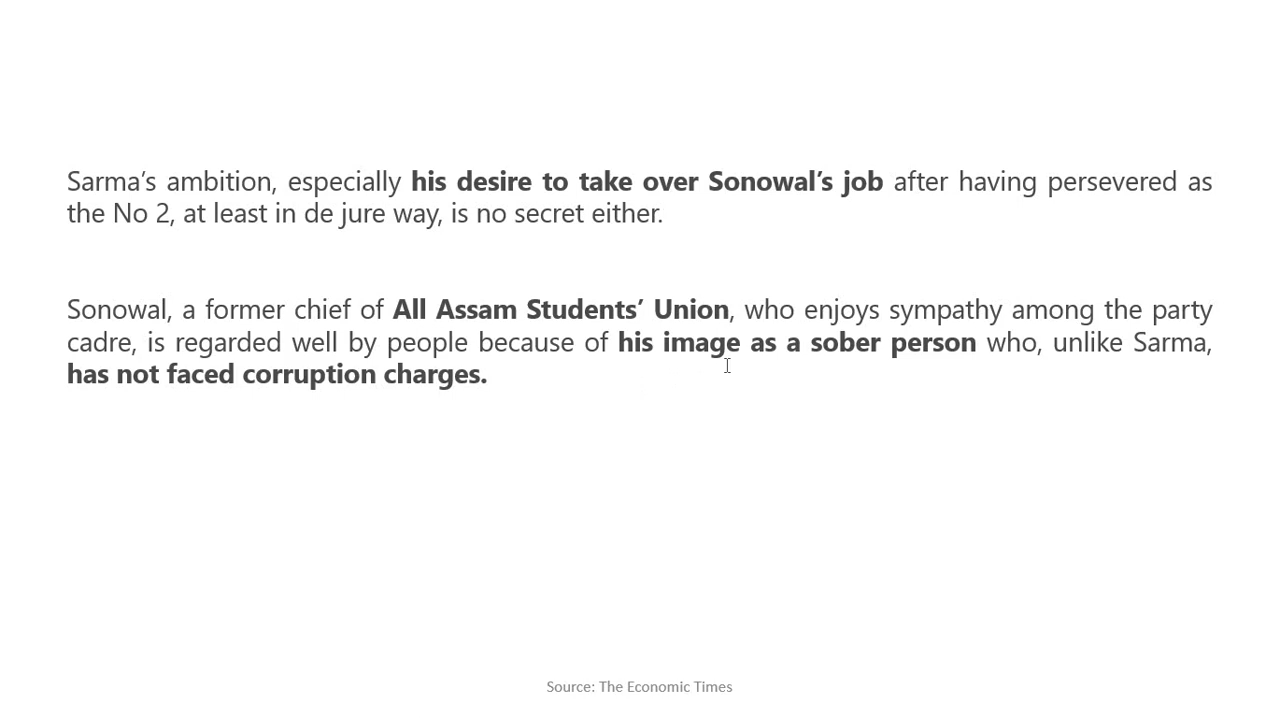 Sarma’s ambition, especially his desire to take over Sonowal’s job after having persevered as
the No 2, at least in de jure way, is no secret either.
Sonowal, a former chief of All Assam Students’ Union, who enjoys sympathy among the party
cadre, is regarded well by people because of his image as a sober person who, unlike Sarma,
has not faced corruption charges.
Source: The Economic Times